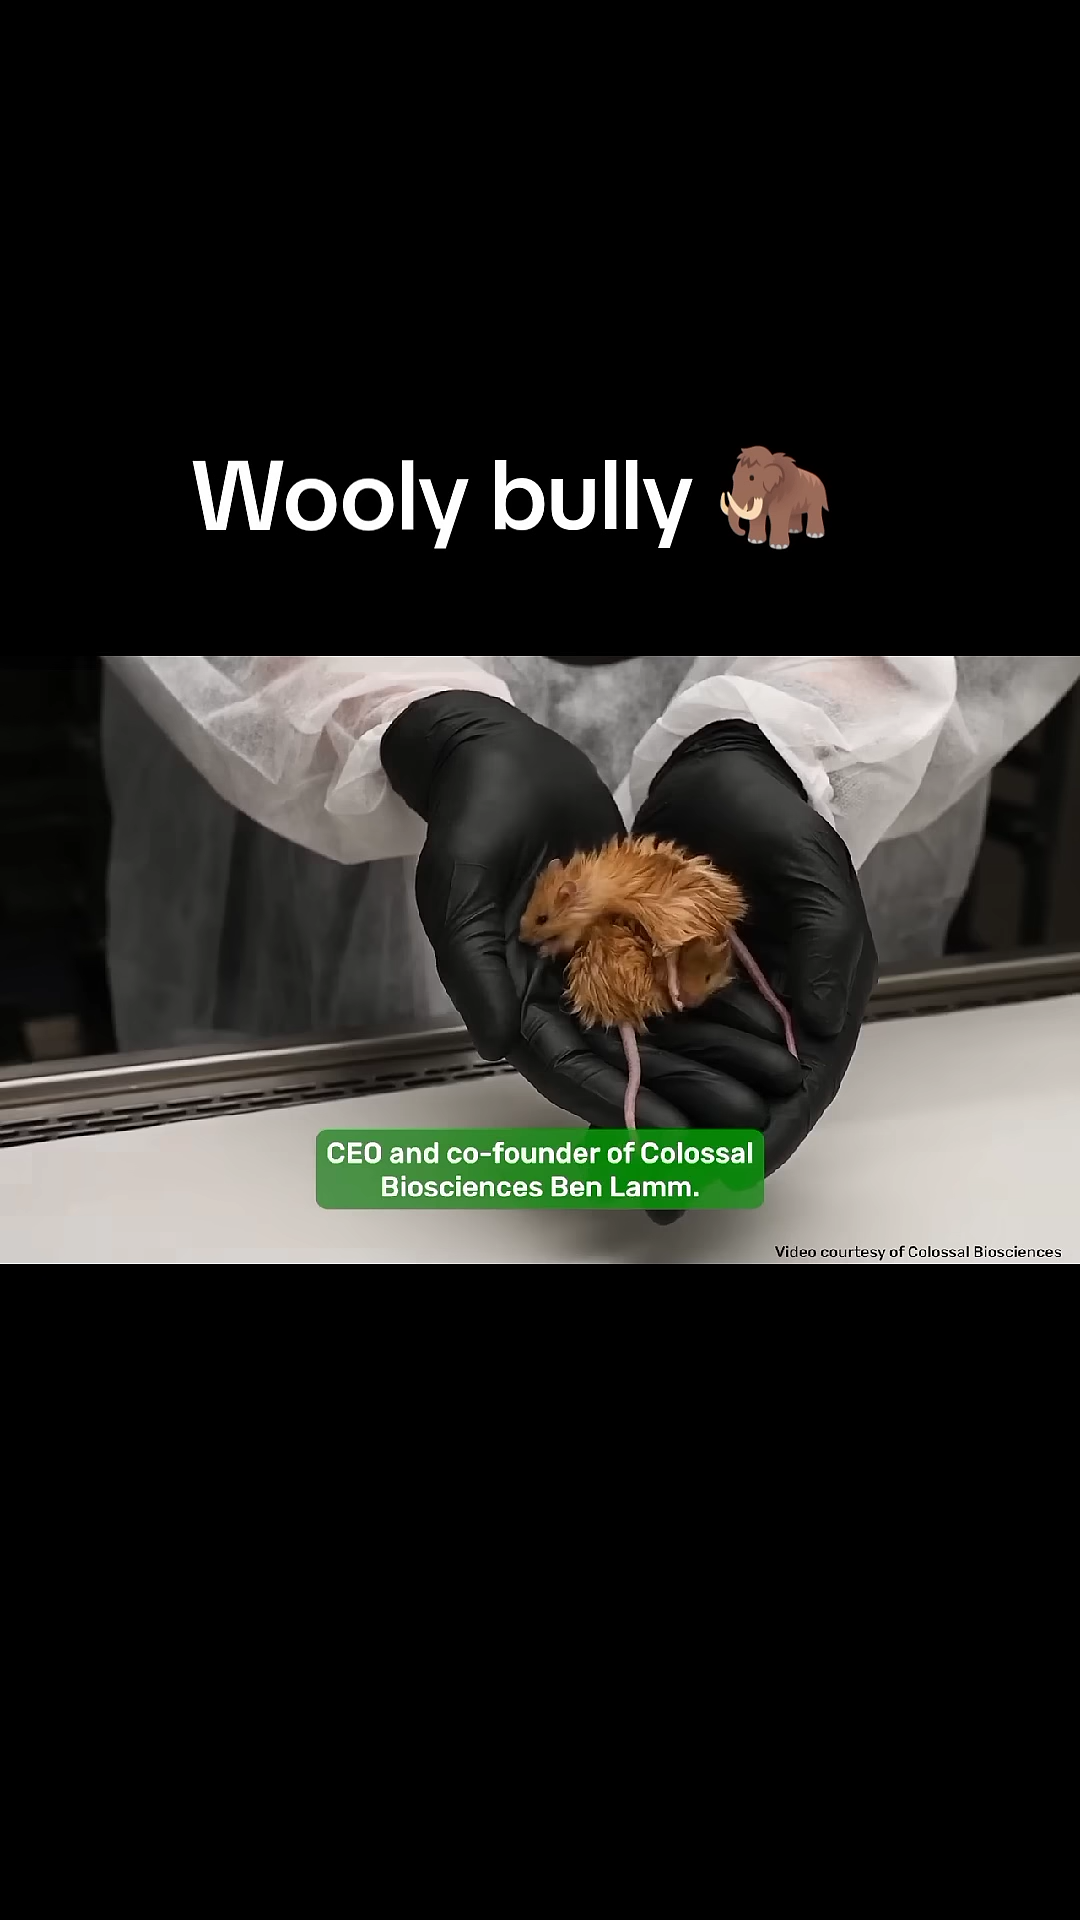 Wooly bully 🦣
CEO and co-founder of Colossal
Biosciences Ben Lamm.
Video courtesy of Colossal Biosciences